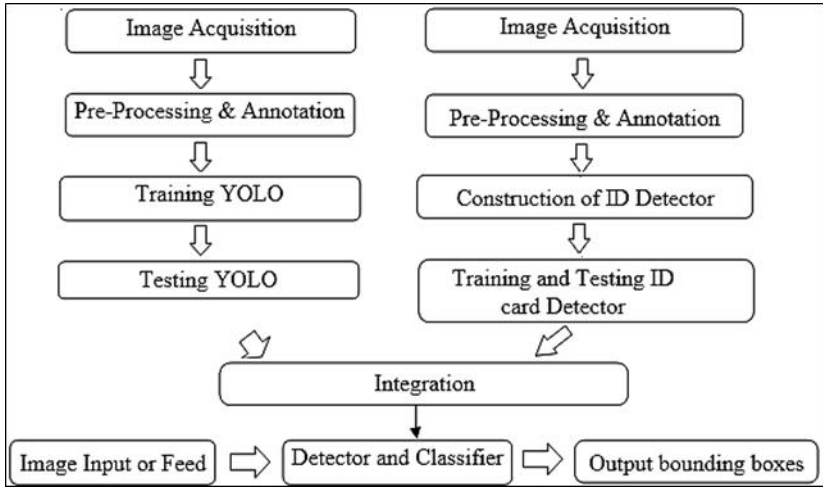 Image Acquisition
Pre-Processing & Annotation
Training YOLO
Testing YOLO
Image Acquisition
Pre-Processing & Annotation
Construction of ID Detector
Training and Testing ID
card Detector
Integration
Image Input or Feed
Detector and Classifier
Output bounding boxes